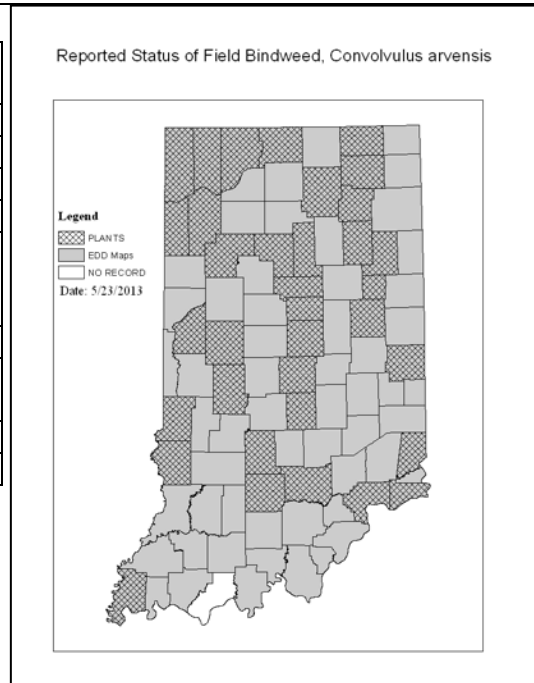 Reported Status of Field Bindweed, Convolvulus arvensis
Legend
PLANTS
EDD Maps
NO RECORD
Date: 5/23/2013